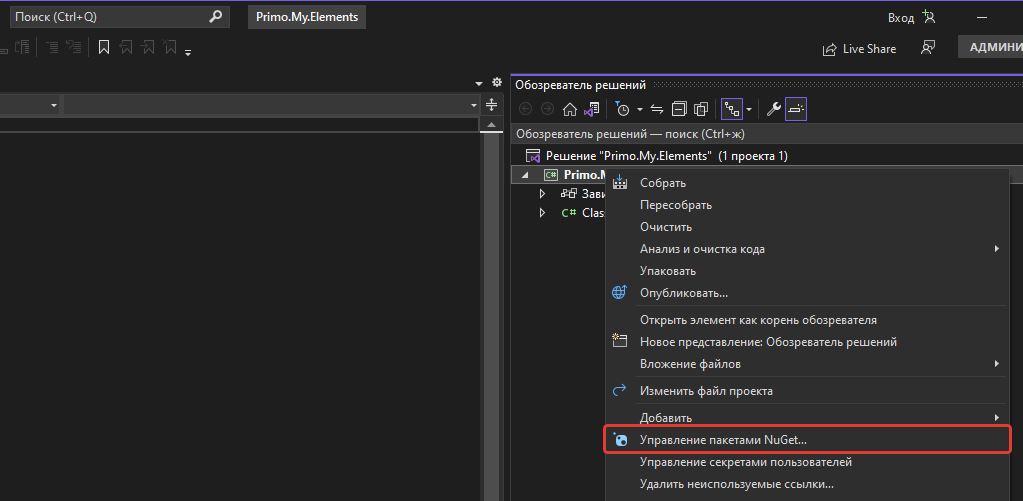 Поиск (Ctrl+Q)
Primo.My.Elements
Вход
Live Share
АДМИНИ
Обозреватель решений
Обозреватель решений — поиск (Ctrl+ж)
Решение "Primo.My.Elements" (1 проекта 1)
C# Primo.M
Зави
C# Clas
Собрать
Пересобрать
Очистить
Анализ и очистка кода
Упаковать
Опубликовать...
Открыть элемент как корень обозревателя
Новое представление: Обозреватель решений
Вложение файлов
Изменить файл проекта
Добавить
Управление пакетами NuGet...
Управление секретами пользователей
Удалить неиспользуемые ссылки...